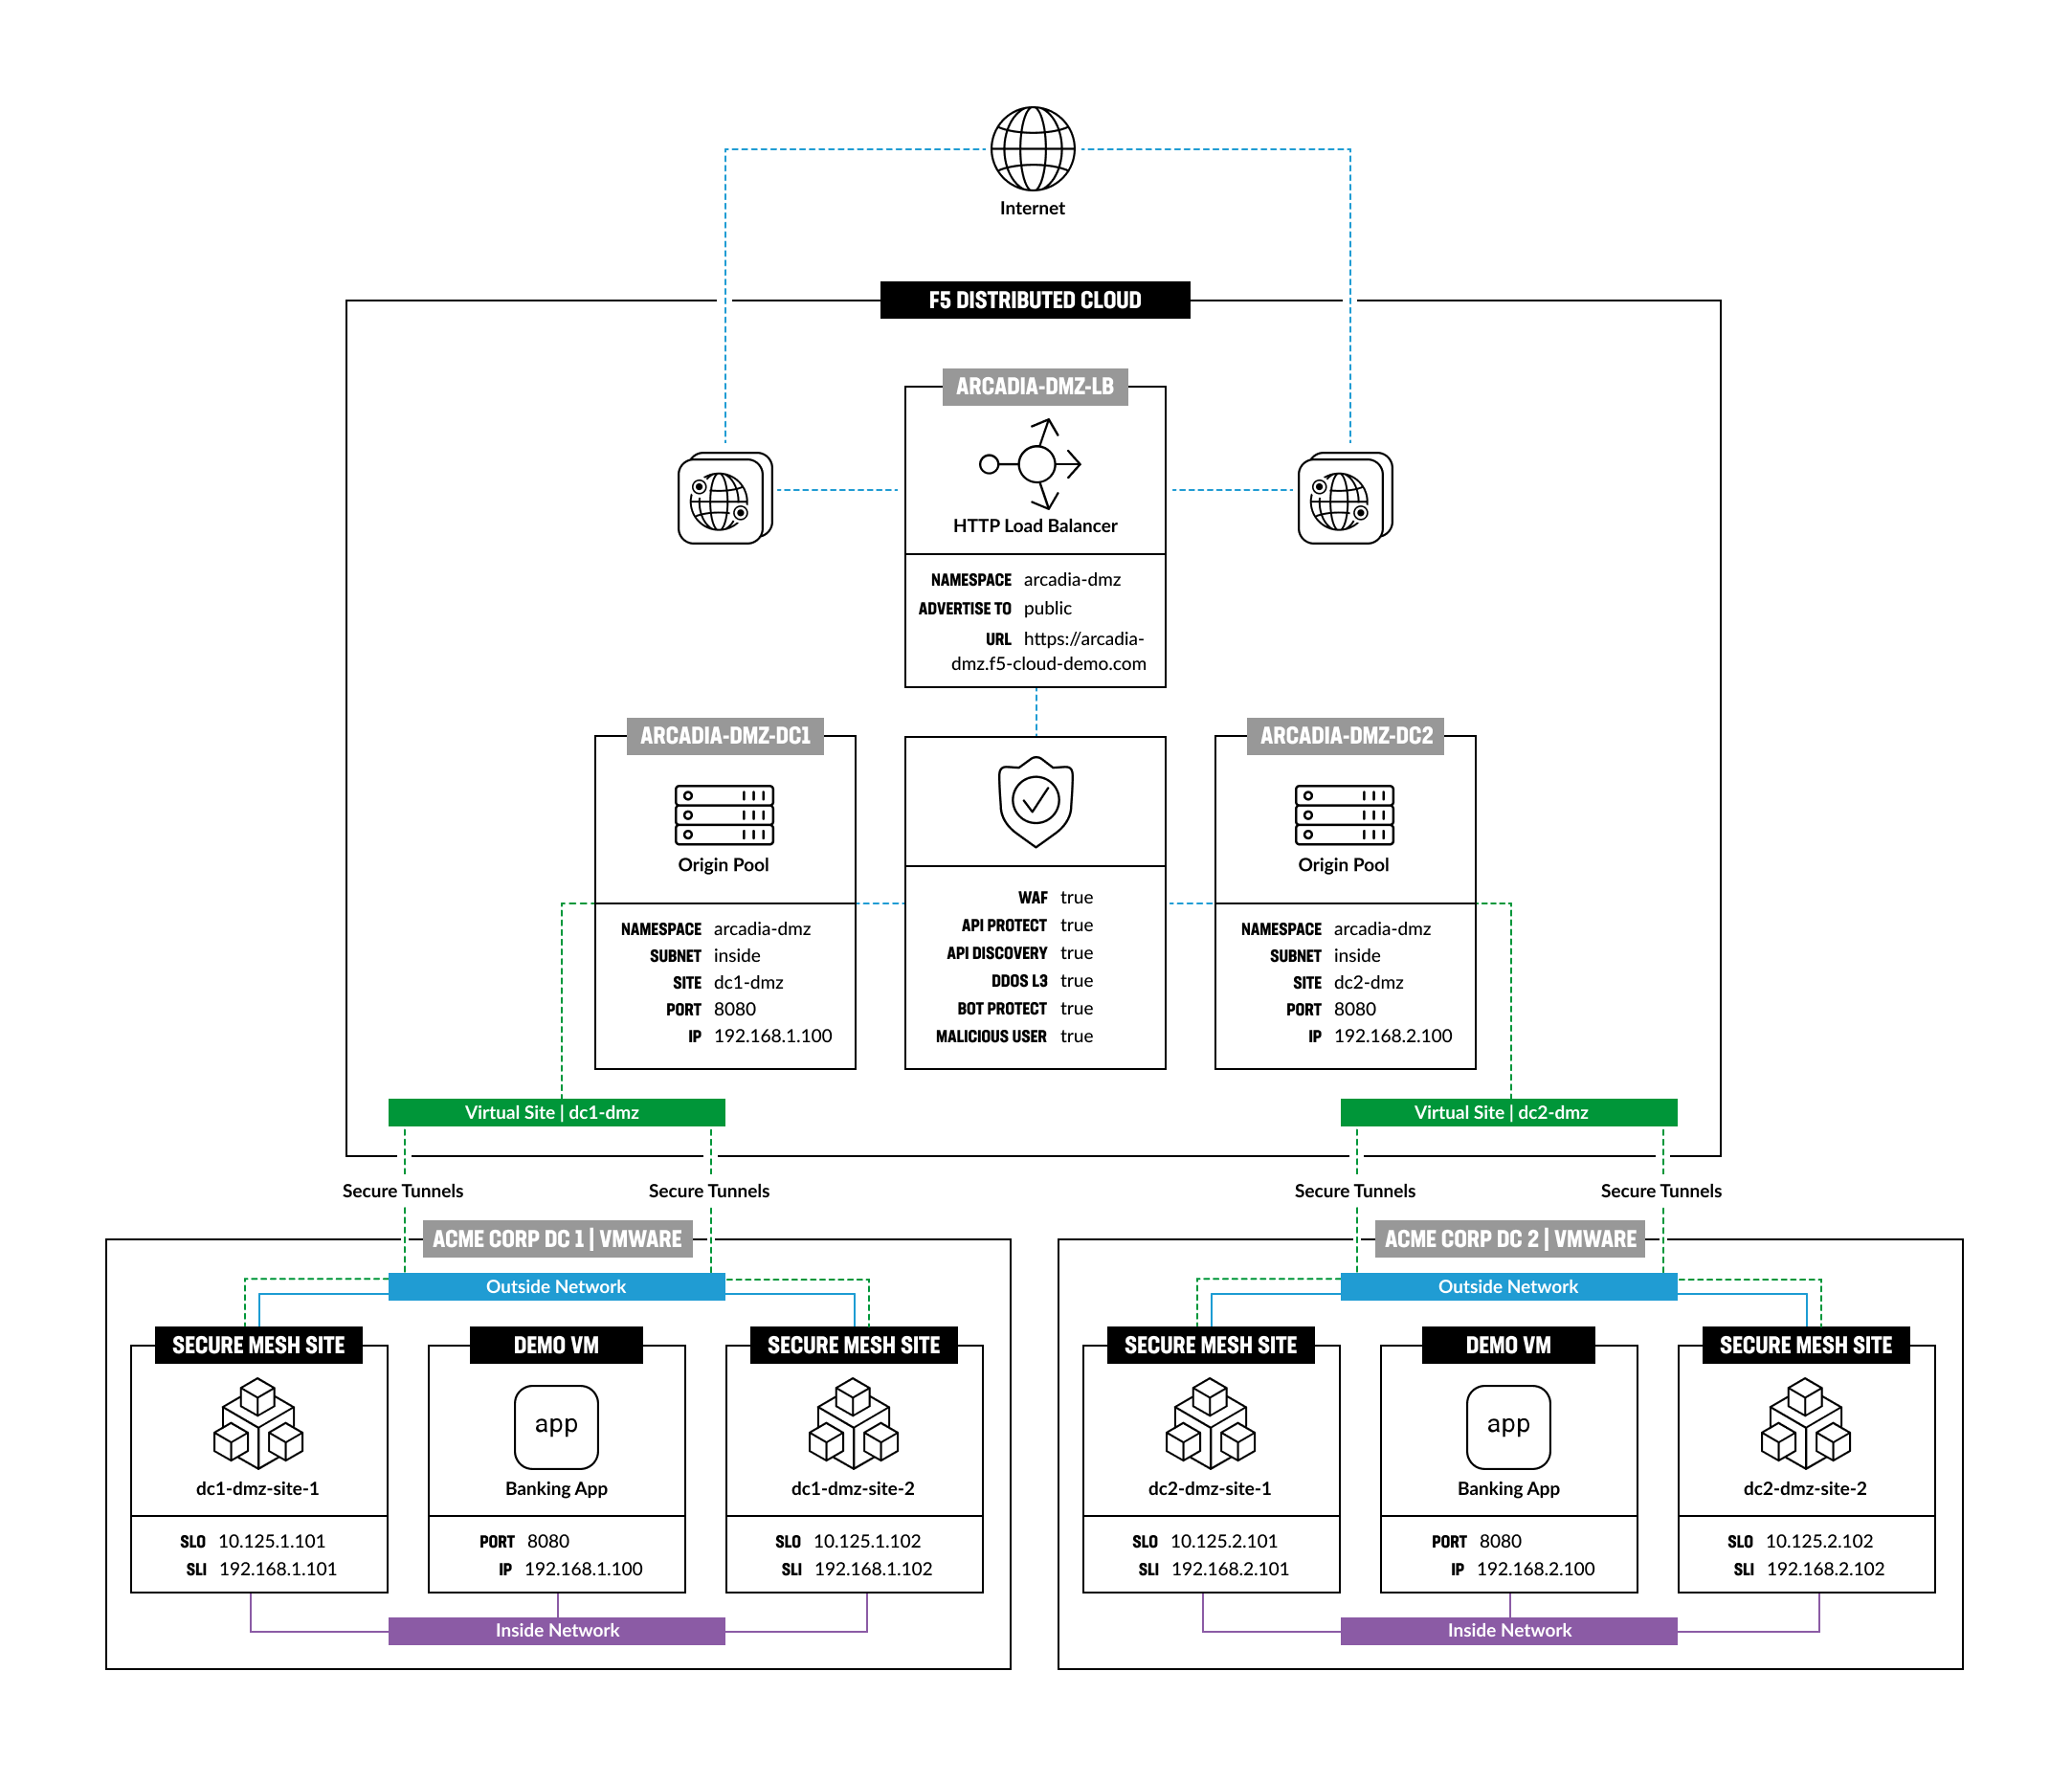 Internet
F5 DISTRIBUTED CLOUD
ARCADIA-DMZ-LB
HTTP Load Balancer
NAMESPACE arcadia-dmz
ADVERTISE TO public
URL https://arcadia-
dmz.f5-cloud-demo.com
ARCADIA-DMZ-DC1
Origin Pool
NAMESPACE arcadia-dmz
SUBNET inside
SITE dc1-dmz
PORT 8080
IP 192.168.1.100
WAF true
API PROTECT true
API DISCOVERY true
DDOS L3 true
BOT PROTECT true
MALICIOUS USER true
ARCADIA-DMZ-DC2
Origin Pool
NAMESPACE arcadia-dmz
SUBNET inside
SITE dc2-dmz
PORT 8080
IP 192.168.2.100
Virtual Site | dc1-dmz
Virtual Site | dc2-dmz
Secure Tunnels
Secure Tunnels
Secure Tunnels
Secure Tunnels
ACME CORP DC 1 | VMWARE
Outside Network
SECURE MESH SITE
dc1-dmz-site-1
SLO 10.125.1.101
SLI 192.168.1.101
DEMO VM
app
Banking App
PORT 8080
IP 192.168.1.100
SECURE MESH SITE
dc1-dmz-site-2
SLO 10.125.1.102
SLI 192.168.1.102
Inside Network
ACME CORP DC 2 | VMWARE
Outside Network
SECURE MESH SITE
dc2-dmz-site-1
SLO 10.125.2.101
SLI 192.168.2.101
DEMO VM
app
Banking App
PORT 8080
IP 192.168.2.100
SECURE MESH SITE
dc2-dmz-site-2
SLO 10.125.2.102
SLI 192.168.2.102
Inside Network